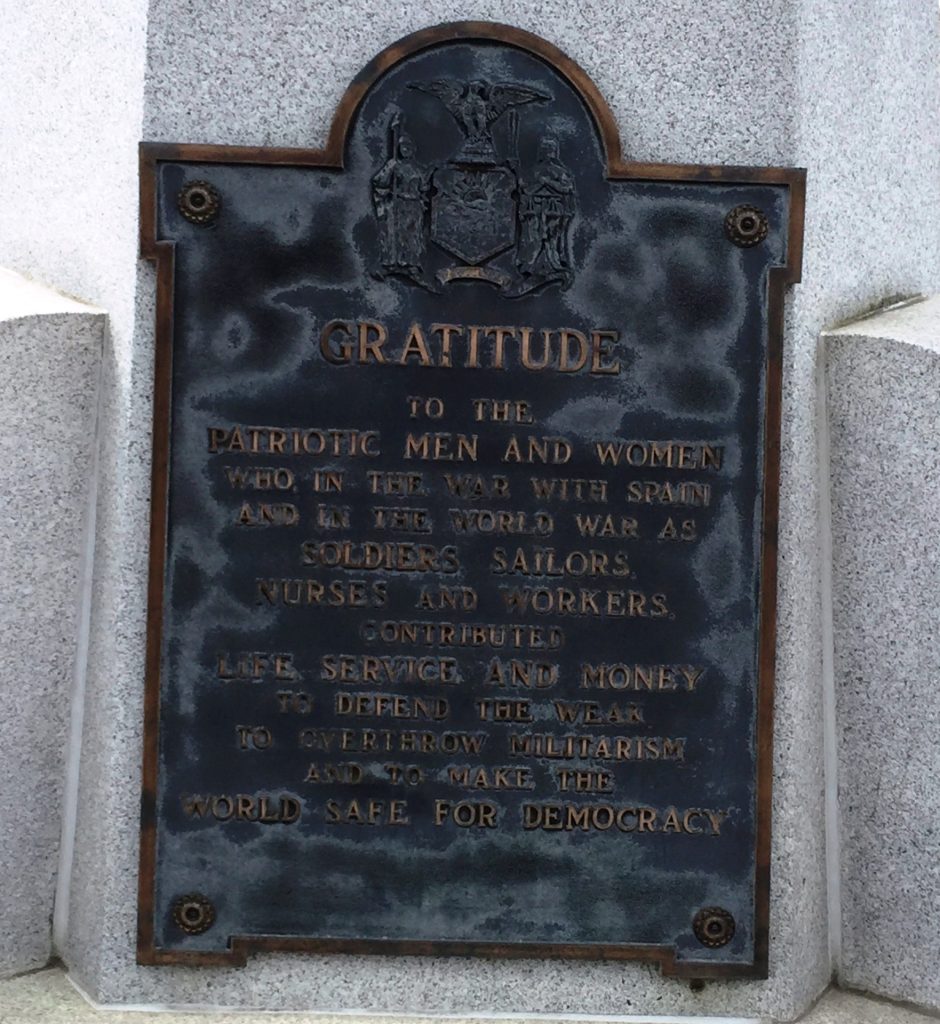 GRATITUDE
TO THE
PATRIOTIC MEN AND WOMEN
WHO, IN THE WAR WITH SPAIN
AND IN THE WORLD WAR AS
SOLDIERS SAILORS,
NURSES AND WORKERS,
CONTRIBUTED
LIFE SERVICE AND MONEY
TO DEFEND THE WEAK
TO OVERTHROW MILITARISM
AND TO MAKE THE
WORLD SAFE FOR DEMOCRACY